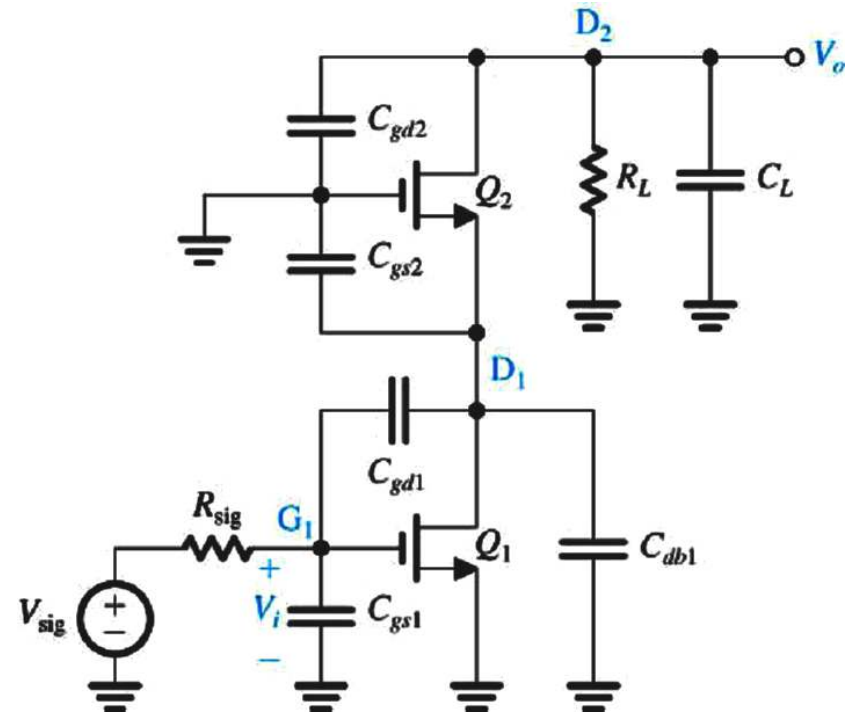 D2
Vo
Cgd2
Q2
RL
CL
Cgs2
D1
Cgd1
Rsig
G1
Q1
Cdb1
+
Vsig
+
−
Vi
Cgs1
−